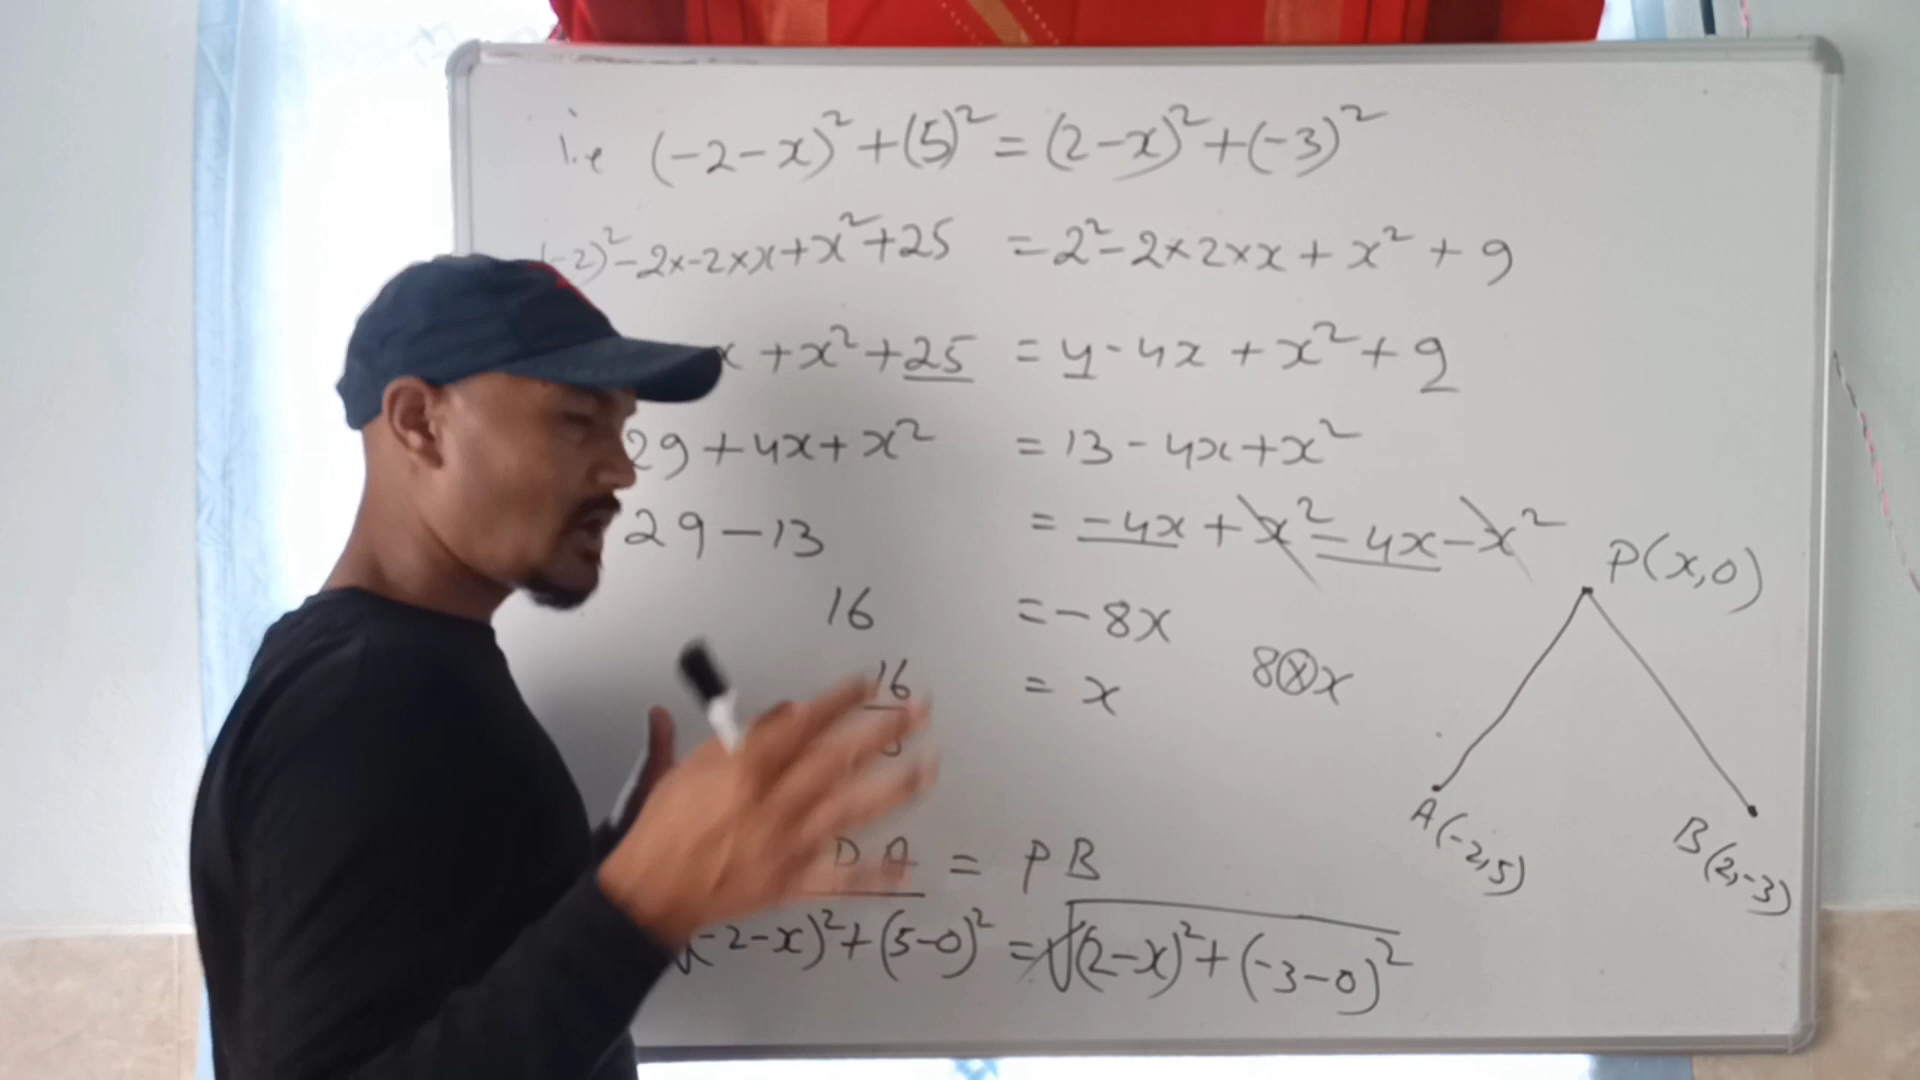 i.e (-2-x)²+(5)² = (2-x)²+(-3)²
-2)²-2×-2×x+x²+25 = 2²-2×2×x+x²+9
x+x²+25 = 4-4x+x²+9
29+4x+x² = 13-4x+x²
29-13 = -4x+x²-4x-x²
16 = -8x
16 = x
8⊗x
P(x,0)
A(-2,5)
B(2,-3)
PA = PB
√(-2-x)²+(5-0)² = √(2-x)²+(-3-0)²